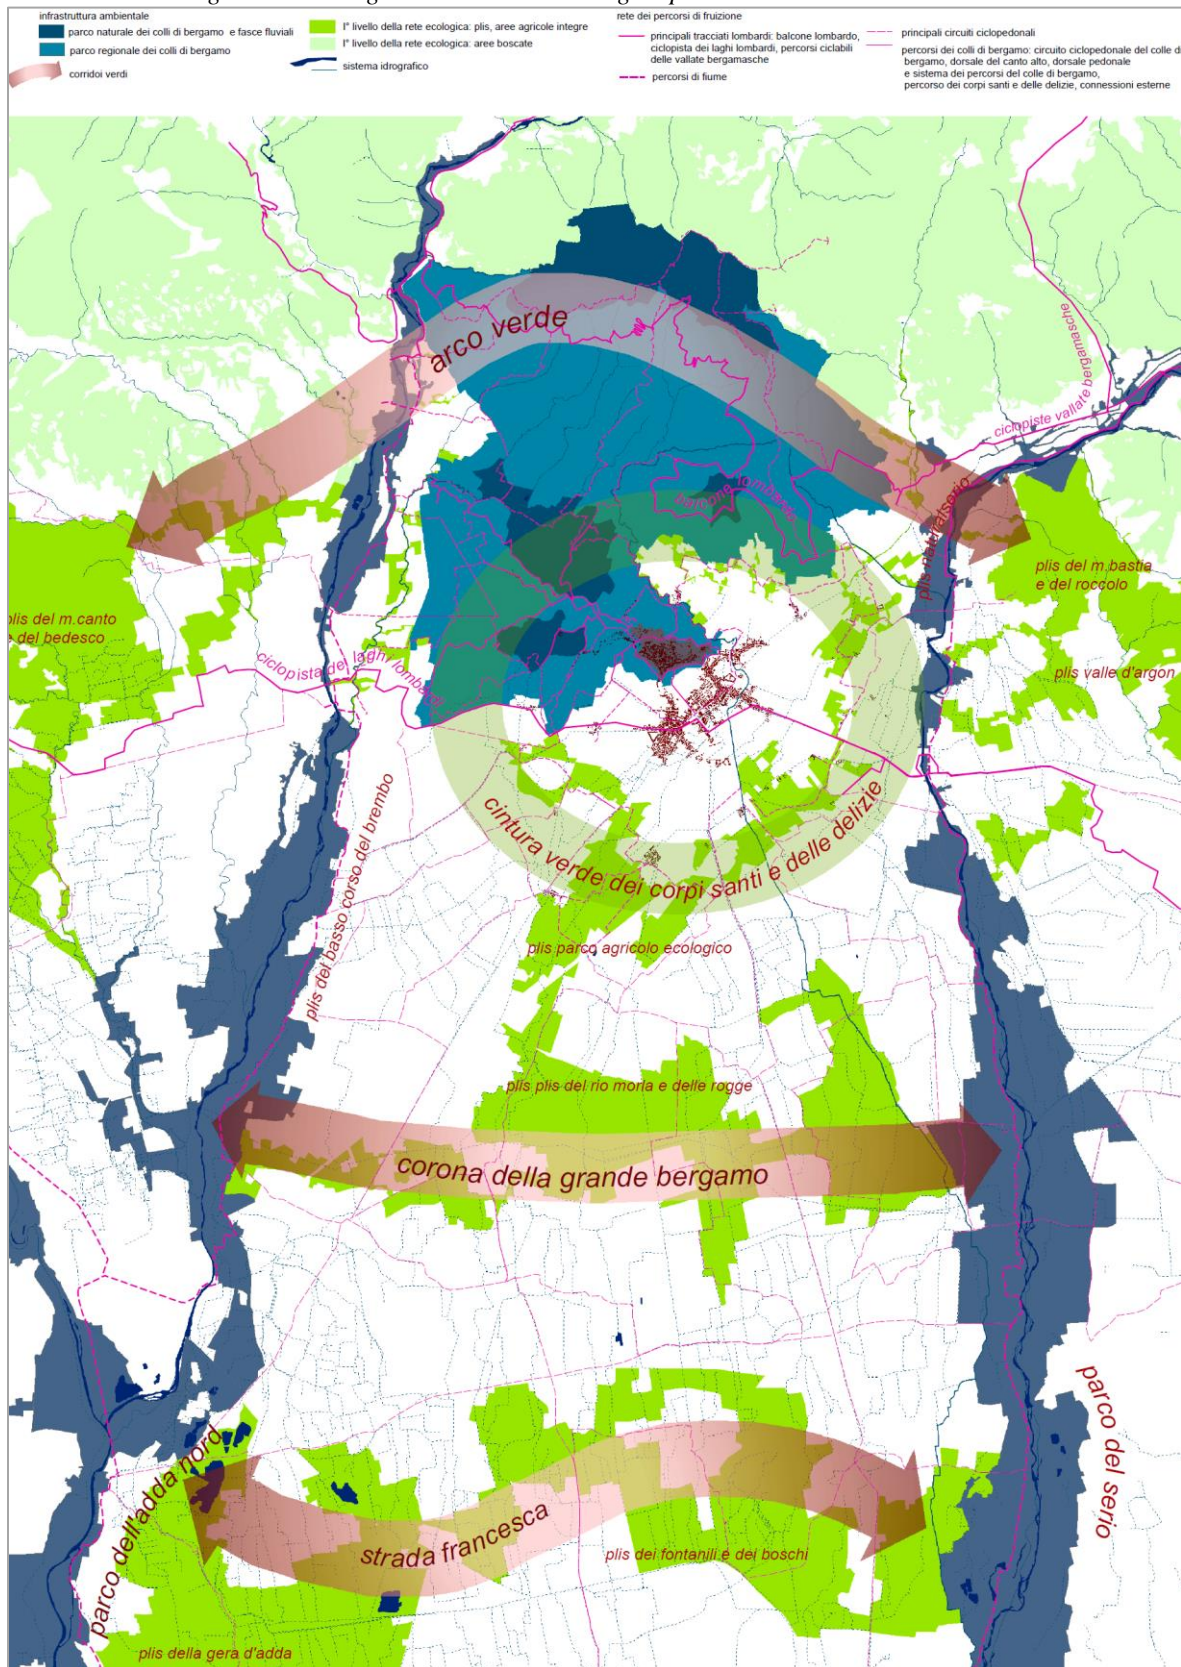 infrastruttura ambientale
parco naturale dei colli di bergamo e fasce fluviali
parco regionale dei colli di bergamo
corridoi verdi
I° livello della rete ecologica: plis, aree agricole integre
I° livello della rete ecologica: aree boscate
sistema idrografico
rete dei percorsi di fruizione
principali tracciati lombardi: balcone lombardo,
ciclopista dei laghi lombardi, percorsi ciclabili
delle vallate bergamasche
percorsi di fiume
principali circuiti ciclopedonali
percorsi dei colli di bergamo: circuito ciclopedonale del colle di
bergamo, dorsale del canto alto, dorsale pedonale
e sistema dei percorsi del colle di bergamo,
percorso dei corpi santi e delle delizie, connessioni esterne
arco verde
ciclopiste vallate bergamasche
balcone lombardo
plis naturalserio
plis del m.bastia
e del roccolo
plis del m.canto
e del bedesco
ciclopista dei laghi lombardi
plis valle d'argon
plis del basso corso del brembo
cintura verde dei corpi santi e delle delizie
plis parco agricolo ecologico
plis plis del rio morla e delle rogge
corona della grande bergamo
parco del serio
parco dell'adda nord
strada francesca
plis dei fontanili e dei boschi
plis della gera d'adda